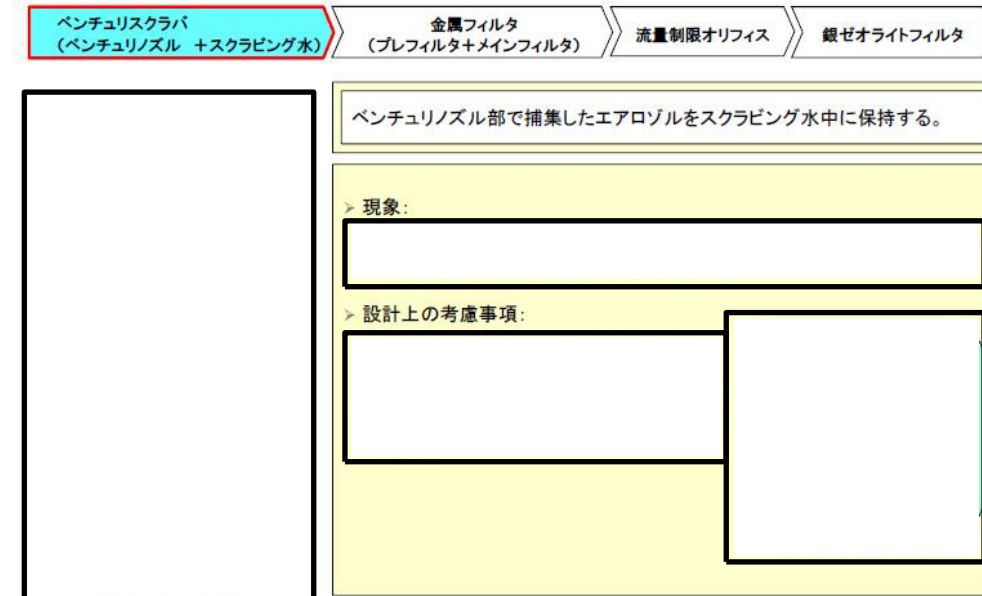 ベンチュリスクラバ
(ベンチュリノズル +スクラビング水)
金属フィルタ
(プレフィルタ+メインフィルタ)
流量制限オリフィス
銀ゼオライトフィルタ
ベンチュリノズル部で捕集したエアロゾルをスクラビング水中に保持する。
➢ 現象:
➢ 設計上の考慮事項: